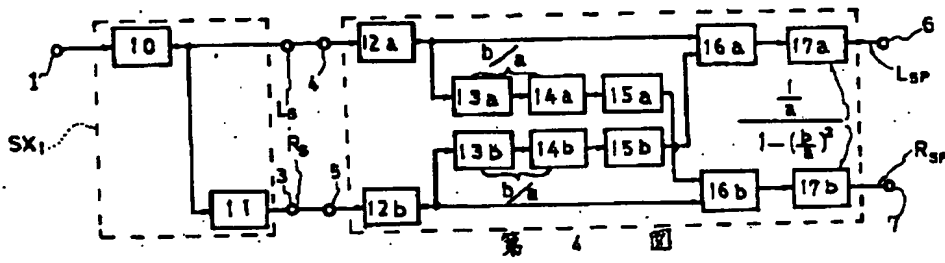 10
12a
16a
17a
6
1
b/a
Ls
4
LSP
13a
14a
15a
1/a
1-(b/a)²
SX1
Rs
13b
14b
15b
RSP
3
5
b/a
11
12b
16b
17b
7
第 4 図